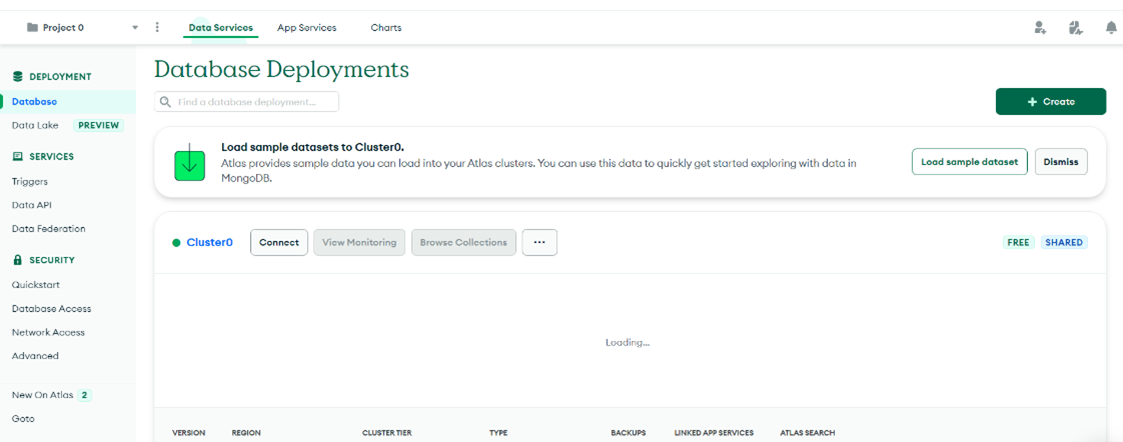 Project 0
Data Services
App Services
Charts
DEPLOYMENT
Database
Data Lake PREVIEW
SERVICES
Triggers
Data API
Data Federation
SECURITY
Quickstart
Database Access
Network Access
Advanced
New On Atlas 2
Goto
Database Deployments
Find a database deployment...
+ Create
Load sample datasets to Cluster0.
Atlas provides sample data you can load into your Atlas clusters. You can use this data to quickly get started exploring with data in
MongoDB.
Load sample dataset
Dismiss
Cluster0
Connect
View Monitoring
Browse Collections
...
FREE
SHARED
Loading...
VERSION REGION CLUSTER TIER TYPE BACKUPS LINKED APP SERVICES ATLAS SEARCH